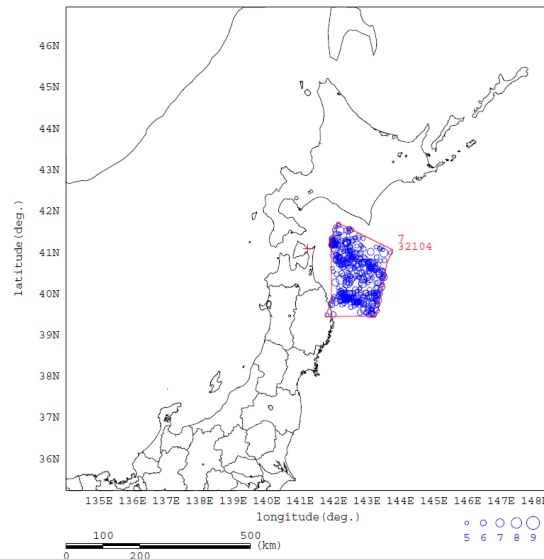 46N
45N
44N
43N
42N
41N
40N
39N
38N
37N
36N
latitude(deg.)
7
32104
135E 136E 137E 138E 139E 140E 141E 142E 143E 144E 145E 146E 147E 148E
longitude(deg.)
100 500
(km)
0 200
5 6 7 8 9